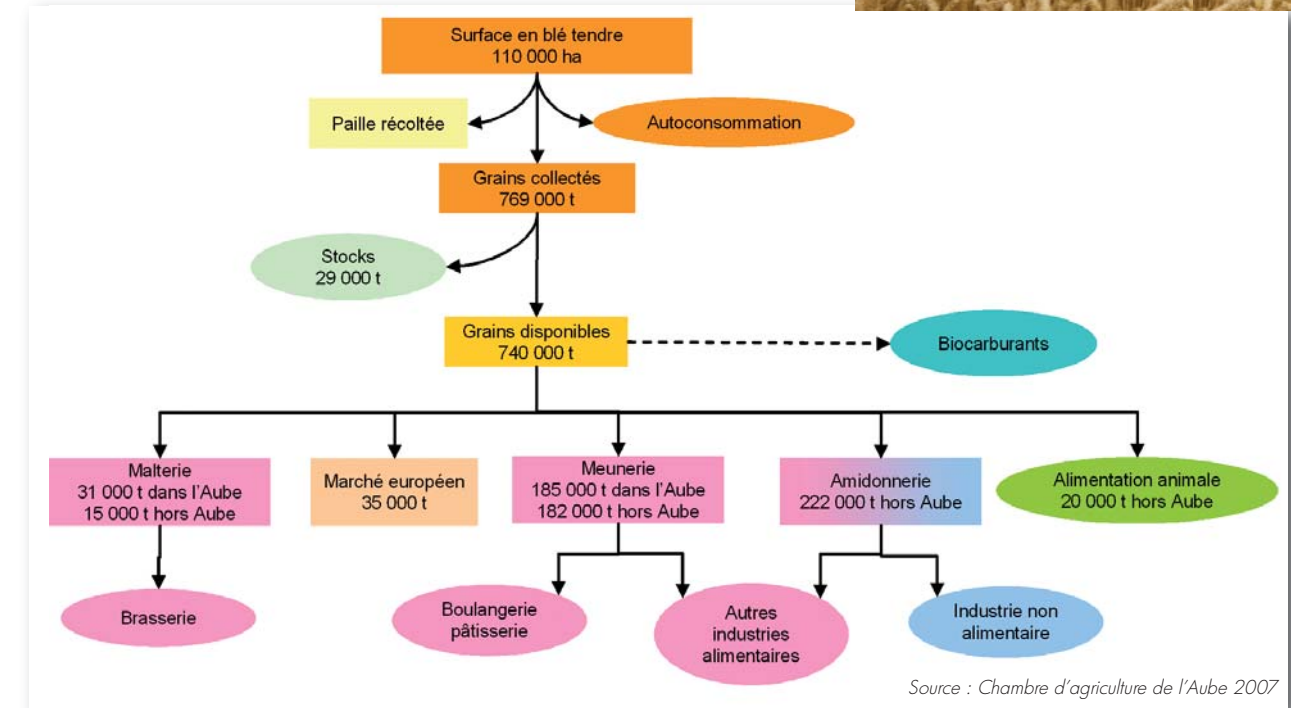 Surface en blé tendre
110 000 ha
Paille récoltée
Autoconsommation
Grains collectés
769 000 t
Stocks
29 000 t
Grains disponibles
740 000 t
Biocarburants
Malterie
31 000 t dans l'Aube
15 000 t hors Aube
Marché européen
35 000 t
Meunerie
185 000 t dans l'Aube
182 000 t hors Aube
Amidonnerie
222 000 t hors Aube
Alimentation animale
20 000 t hors Aube
Brasserie
Boulangerie
pâtisserie
Autres
industries
alimentaires
Industrie non
alimentaire
Source : Chambre d'agriculture de l'Aube 2007